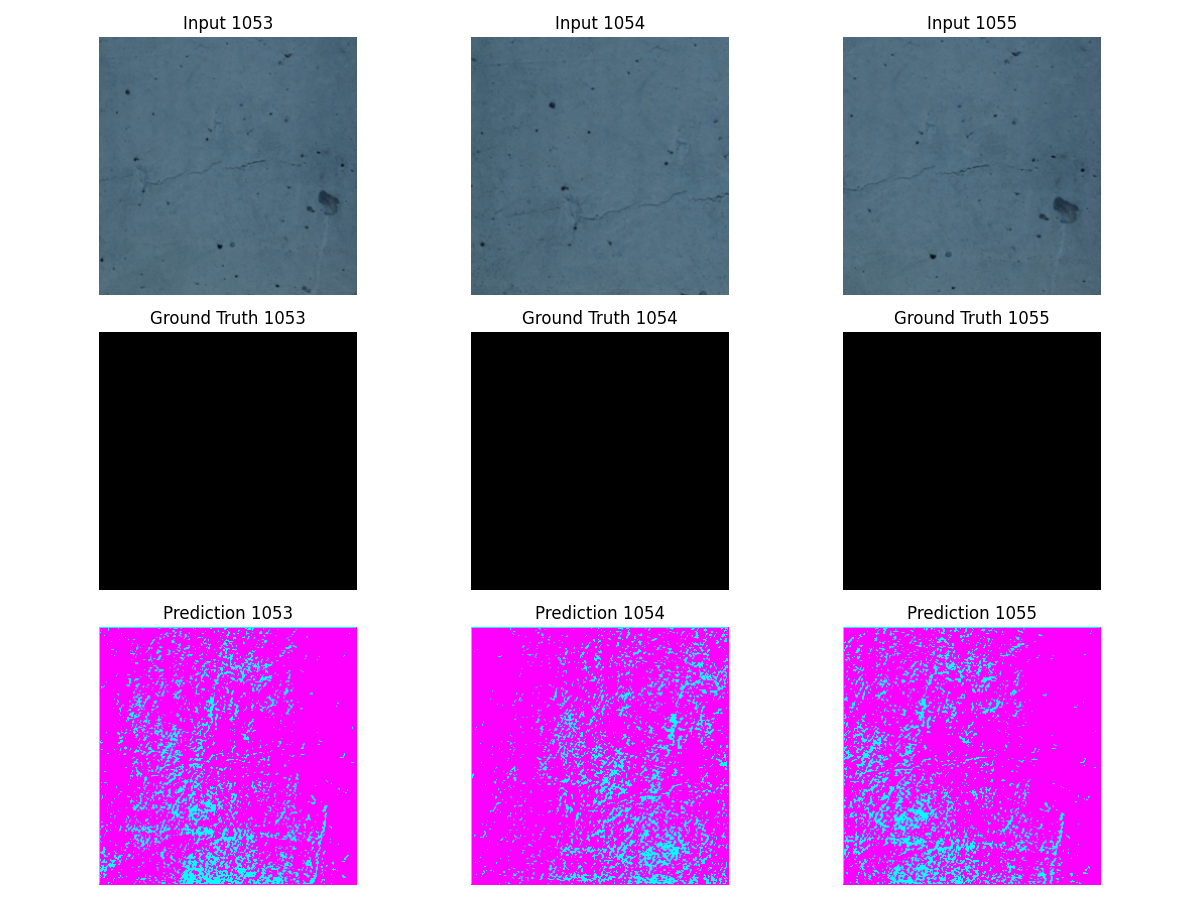 Input 1053
Input 1054
Input 1055
Ground Truth 1053
Ground Truth 1054
Ground Truth 1055
Prediction 1053
Prediction 1054
Prediction 1055